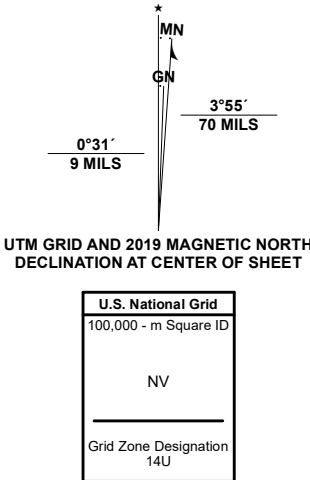 ★
MN
GN
3°55´
70 MILS
0°31´
9 MILS
UTM GRID AND 2019 MAGNETIC NORTH
DECLINATION AT CENTER OF SHEET
U.S. National Grid
100,000 - m Square ID
NV
Grid Zone Designation
14U